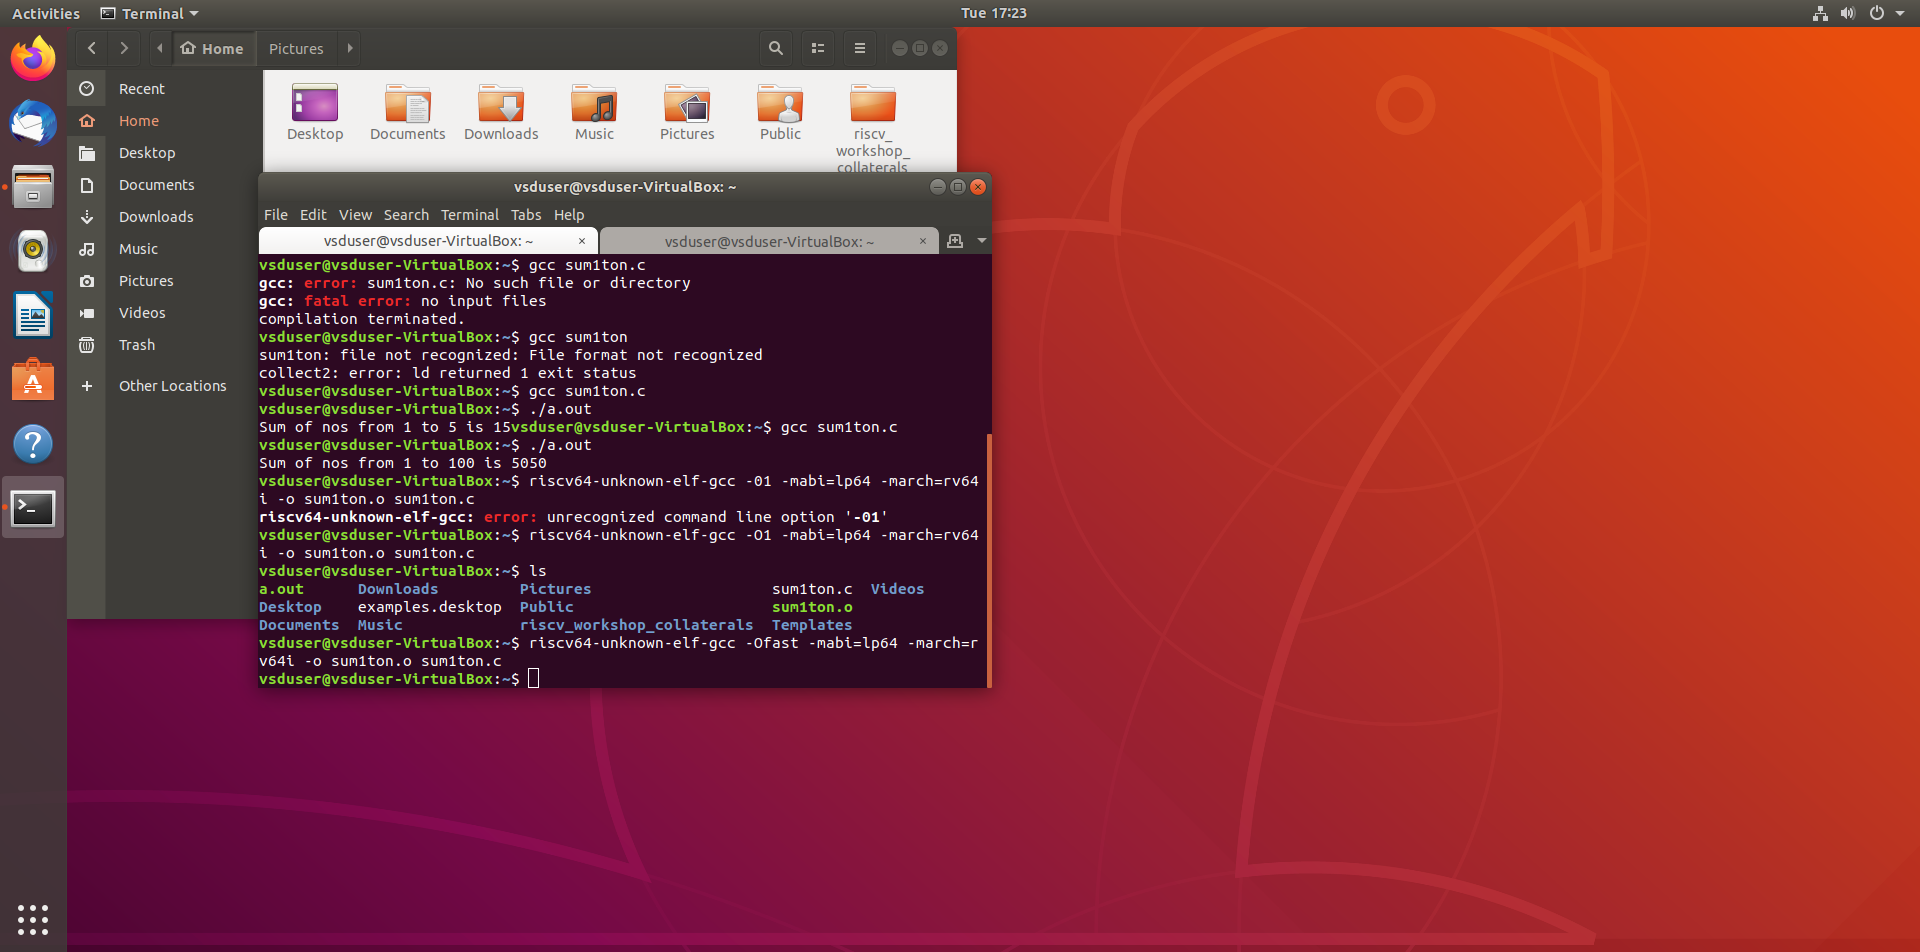 Activities
Terminal
Tue 17:23
Home
Pictures
Recent
Home
Desktop
Documents
Downloads
Music
Pictures
Videos
Trash
Other Locations
Desktop
Documents
Downloads
Music
Pictures
Public
riscv_
workshop_
collaterals
vsduser@vsduser-VirtualBox: ~
File Edit View Search Terminal Tabs Help
vsduser@vsduser-VirtualBox: ~
vsduser@vsduser-VirtualBox: ~
vsduser@vsduser-VirtualBox:~$ gcc sum1ton.c
gcc: error: sum1ton.c: No such file or directory
gcc: fatal error: no input files
compilation terminated.
vsduser@vsduser-VirtualBox:~$ gcc sum1ton
sum1ton: file not recognized: File format not recognized
collect2: error: ld returned 1 exit status
vsduser@vsduser-VirtualBox:~$ gcc sum1ton.c
vsduser@vsduser-VirtualBox:~$ ./a.out
Sum of nos from 1 to 5 is 15vsduser@vsduser-VirtualBox:~$ gcc sum1ton.c
vsduser@vsduser-VirtualBox:~$ ./a.out
Sum of nos from 1 to 100 is 5050
vsduser@vsduser-VirtualBox:~$ riscv64-unknown-elf-gcc -01 -mabi=lp64 -march=rv64
i -o sum1ton.o sum1ton.c
riscv64-unknown-elf-gcc: error: unrecognized command line option '-01'
vsduser@vsduser-VirtualBox:~$ riscv64-unknown-elf-gcc -O1 -mabi=lp64 -march=rv64
i -o sum1ton.o sum1ton.c
vsduser@vsduser-VirtualBox:~$ ls
a.out Downloads Pictures sum1ton.c Videos
Desktop examples.desktop Public sum1ton.o
Documents Music riscv_workshop_collaterals Templates
vsduser@vsduser-VirtualBox:~$ riscv64-unknown-elf-gcc -Ofast -mabi=lp64 -march=r
v64i -o sum1ton.o sum1ton.c
vsduser@vsduser-VirtualBox:~$